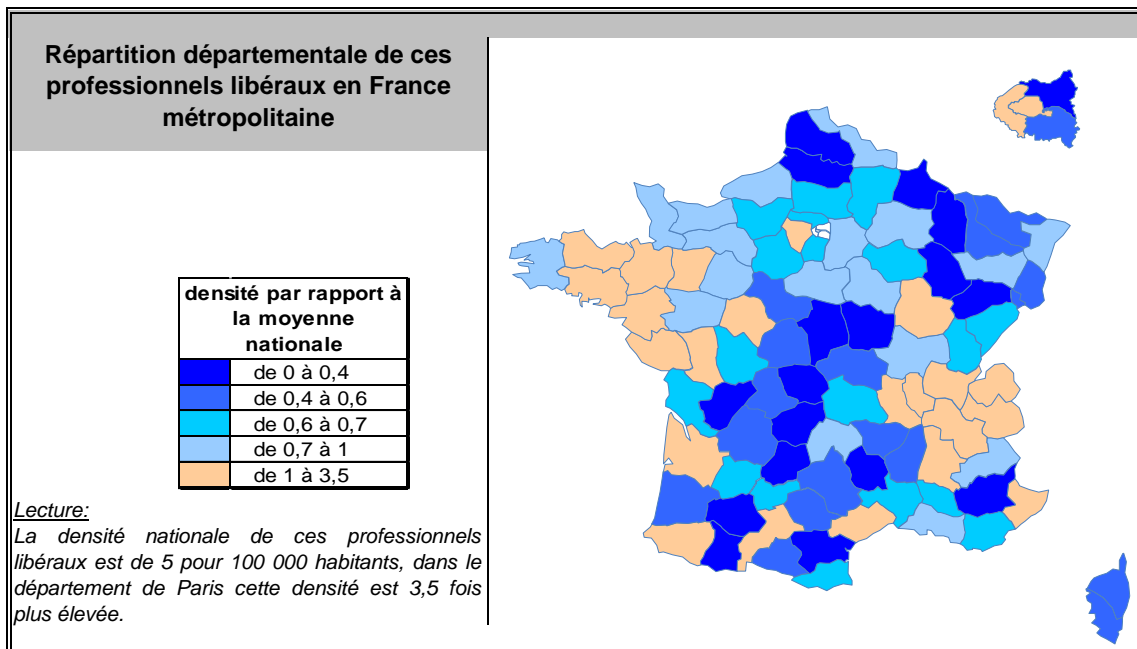 Répartition départementale de ces
professionnels libéraux en France
métropolitaine
densité par rapport à
la moyenne
nationale
de 0 à 0,4
de 0,4 à 0,6
de 0,6 à 0,7
de 0,7 à 1
de 1 à 3,5
Lecture:
La densité nationale de ces professionnels
libéraux est de 5 pour 100 000 habitants, dans le
département de Paris cette densité est 3,5 fois
plus élevée.